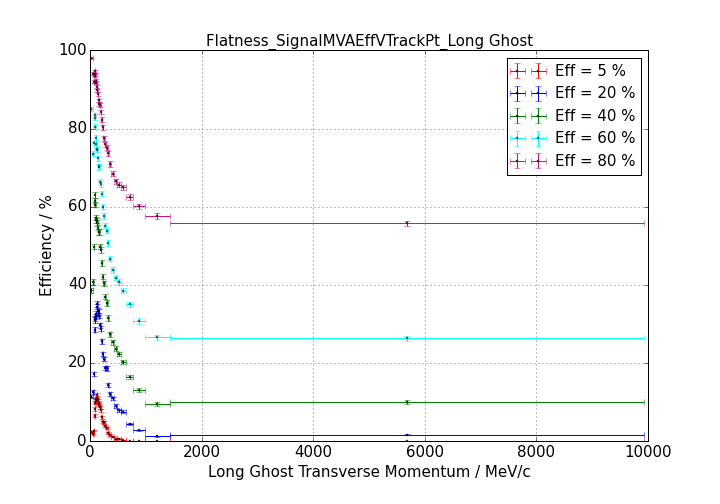 Flatness_SignalMVAEffVTrackPt_Long Ghost
100
80
60
40
20
0
Efficiency / %
Eff = 5 %
Eff = 20 %
Eff = 40 %
Eff = 60 %
Eff = 80 %
0 2000 4000 6000 8000 10000
Long Ghost Transverse Momentum / MeV/c